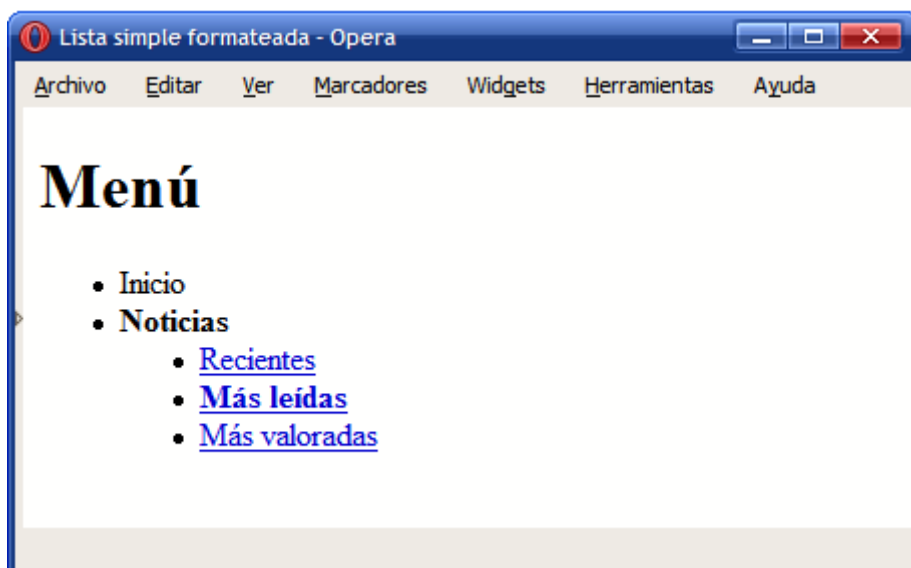 Lista simple formateada - Opera
Archivo Editar Ver Marcadores Widgets Herramientas Ayuda
Menú
Inicio
Noticias
Recientes
Más leídas
Más valoradas